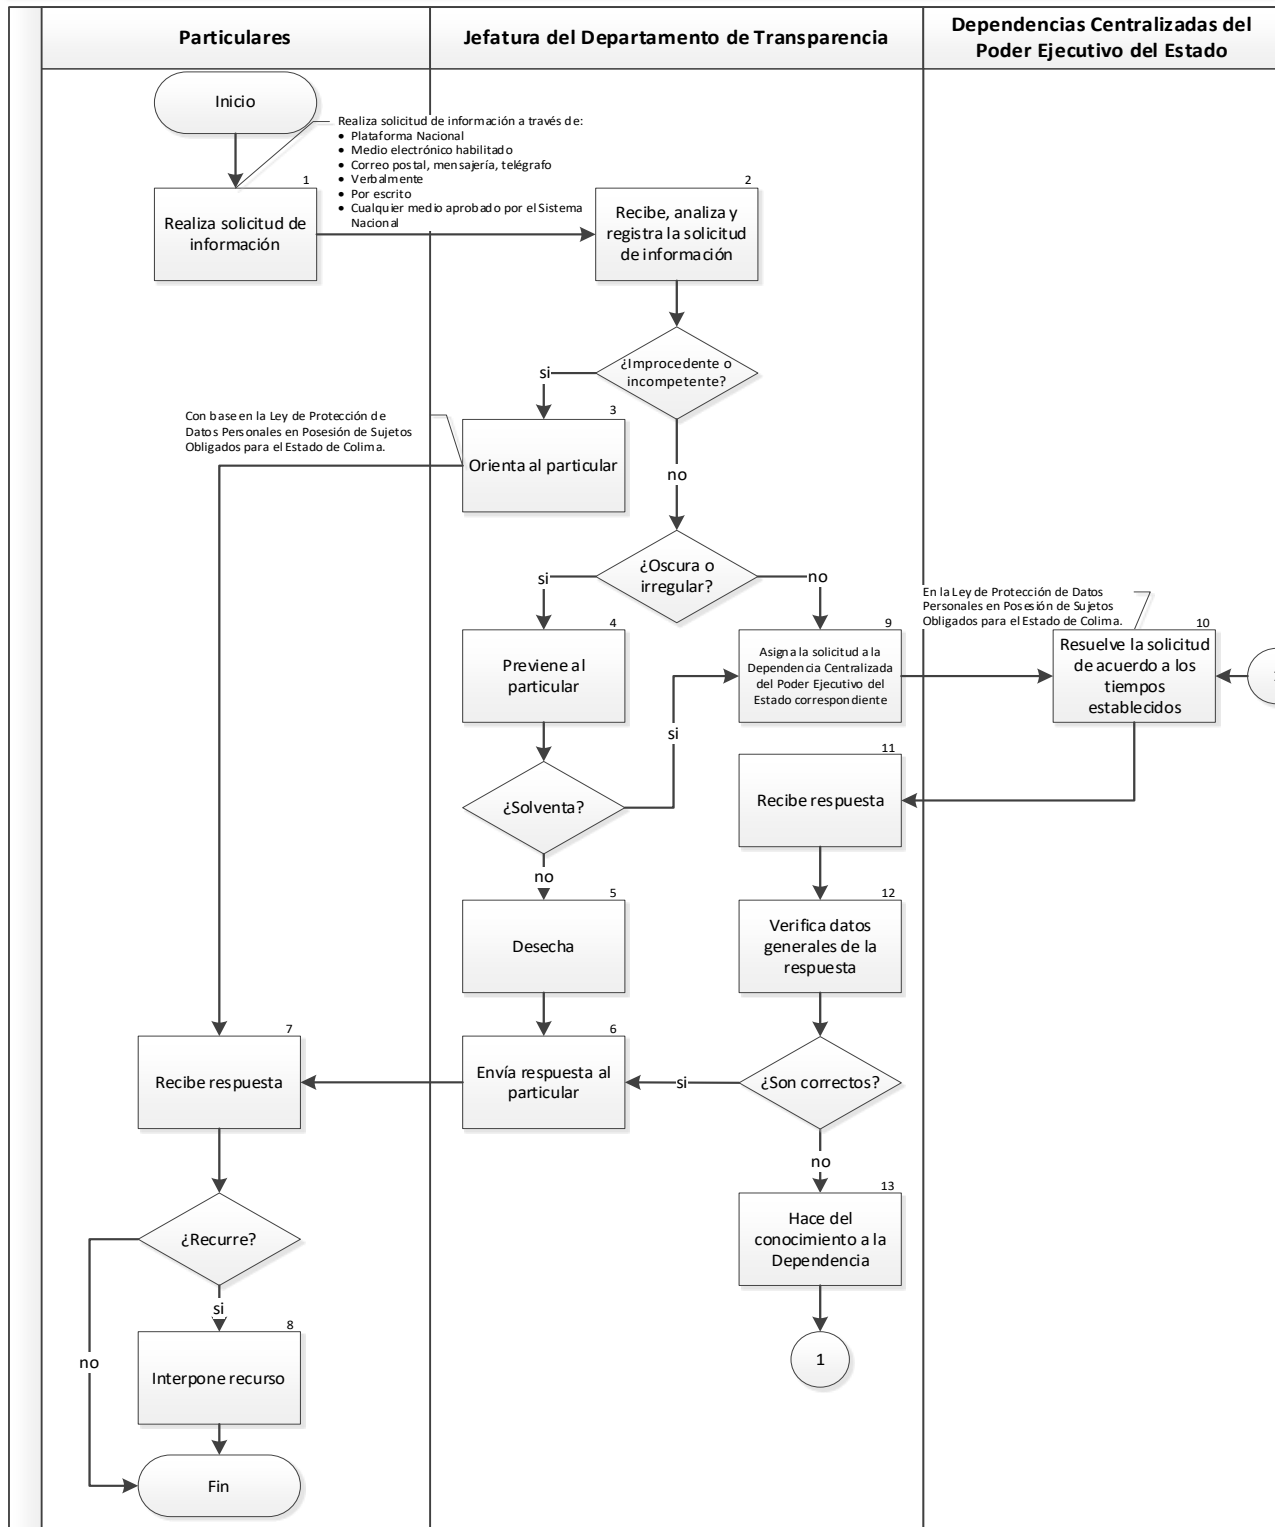 Particulares
Jefatura del Departamento de Transparencia
Dependencias Centralizadas del
Poder Ejecutivo del Estado
Inicio
Realiza solicitud de información a través de:
• Plataforma Nacional
• Medio electrónico habilitado
• Correo postal, mensajería, telégrafo
• Verbalmente
• Por escrito
• Cualquier medio aprobado por el Sistema
Nacional
1
Realiza solicitud de
información
2
Recibe, analiza y
registra la solicitud
de información
¿Improcedente o
incompetente?
si
no
Con base en la Ley de Protección de
Datos Personales en Posesión de Sujetos
Obligados para el Estado de Colima.
3
Orienta al particular
¿Oscura o
irregular?
si
no
4
Previene al
particular
9
Asigna la solicitud a la
Dependencia Centralizada
del Poder Ejecutivo del
Estado correspondiente
En la Ley de Protección de Datos
Personales en Posesión de Sujetos
Obligados para el Estado de Colima.
10
Resuelve la solicitud
de acuerdo a los
tiempos
establecidos
si
¿Solventa?
no
11
Recibe respuesta
5
Desecha
12
Verifica datos
generales de la
respuesta
7
Recibe respuesta
6
Envía respuesta al
particular
si
¿Son correctos?
no
13
Hace del
conocimiento a la
Dependencia
1
¿Recurre?
si
no
8
Interpone recurso
Fin